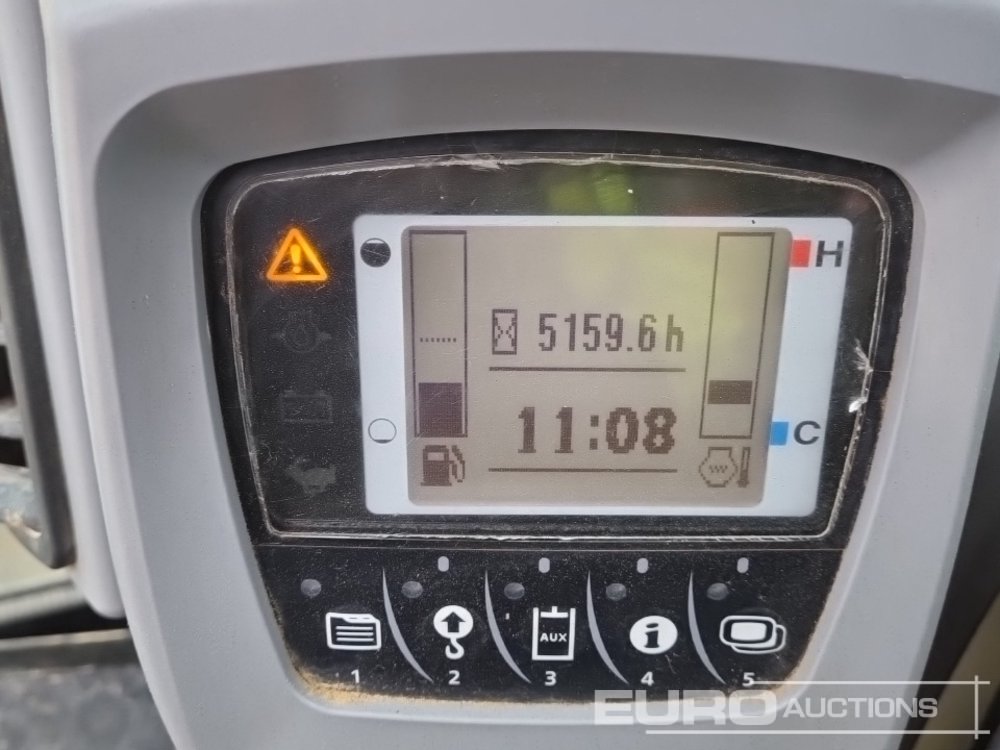 H
5159.6 h
11:08
C
AUX
1 2 3 4 5
EURO AUCTIONS